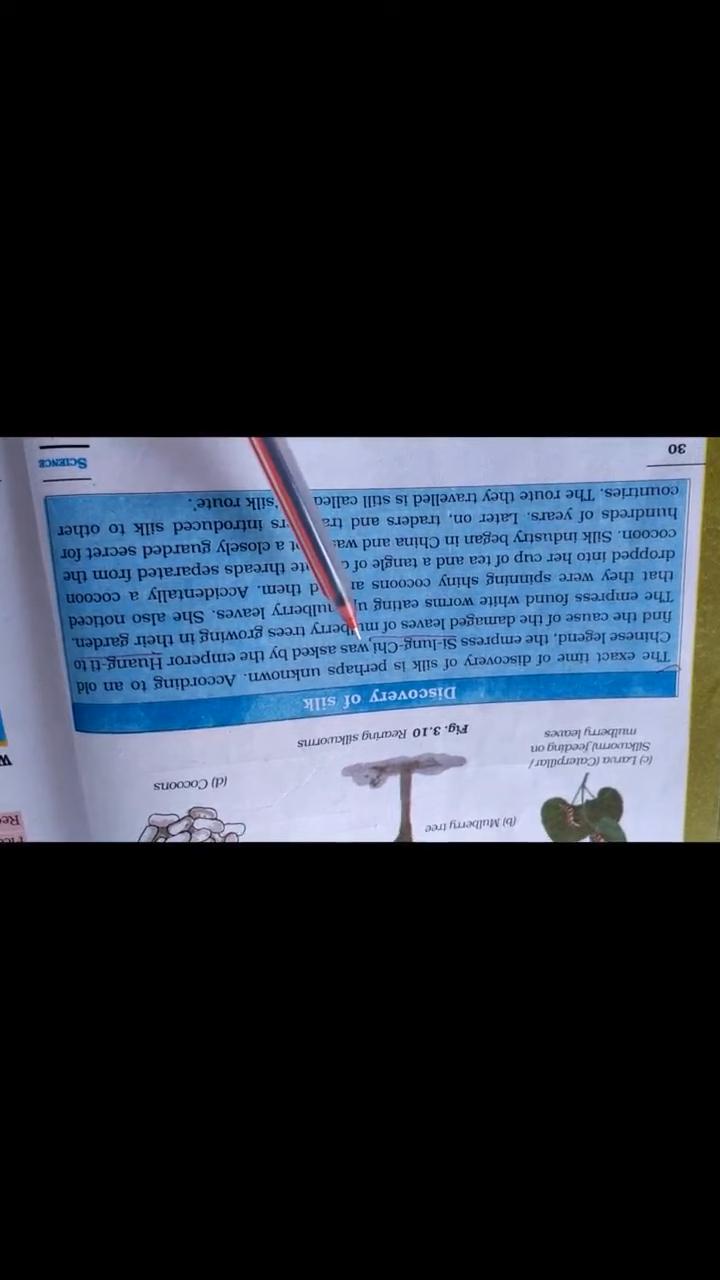 (c) Larva (Caterpillar/
Silkworm) feeding on
mulberry leaves
(b) Mulberry tree
(d) Cocoons
Fig. 3.10 Rearing silkworms
Discovery of silk
The exact time of discovery of silk is perhaps unknown. According to an old
Chinese legend, the empress Si-lung-Chi was asked by the emperor Huang-ti to
find the cause of the damaged leaves of mulberry trees growing in their garden.
The empress found white worms eating mulberry leaves. She also noticed
that they were spinning shiny cocoons them. Accidentally a cocoon
dropped into her cup of tea and a tangle of threads separated from the
cocoon. Silk industry began in China and a closely guarded secret for
hundreds of years. Later on, traders and introduced silk to other
countries. The route they travelled is still called 'silk route'.
30
SCIENCE